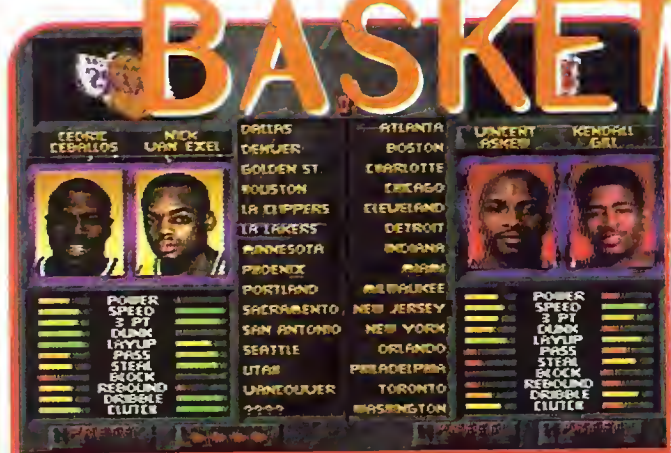 BASKET
CEDRIC CEBALLOS
NICK VAN EXEL
DALLAS
DENVER
GOLDEN ST.
HOUSTON
LA CLIPPERS
LA LAKERS
MINNESOTA
PHOENIX
PORTLAND
SACRAMENTO
SAN ANTONIO
SEATTLE
UTAH
VANCOUVER
????
ATLANTA
BOSTON
CHARLOTTE
CHICAGO
CLEVELAND
DETROIT
INDIANA
MIAMI
MILWAUKEE
NEW JERSEY
NEW YORK
ORLANDO
PHILADELPHIA
TORONTO
WASHINGTON
VINCENT ASKEW
KENDALL GILL
POWER
SPEED
3 PT
DUNK
LAYUP
PASS
STEAL
BLOCK
REBOUND
DRIBBLE
CLUTCH
POWER
SPEED
3 PT
DUNK
LAYUP
PASS
STEAL
BLOCK
REBOUND
DRIBBLE
CLUTCH